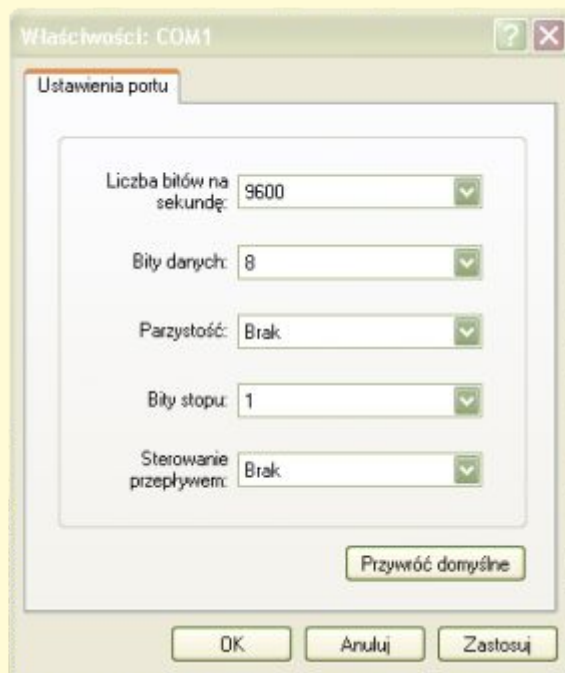 Właściwości: COM1
Ustawienia portu
Liczba bitów na
sekundę:
9600
Bity danych:
8
Parzystość:
Brak
Bity stopu:
1
Sterowanie
przepływem:
Brak
Przywróć domyślne
OK
Anuluj
Zastosuj